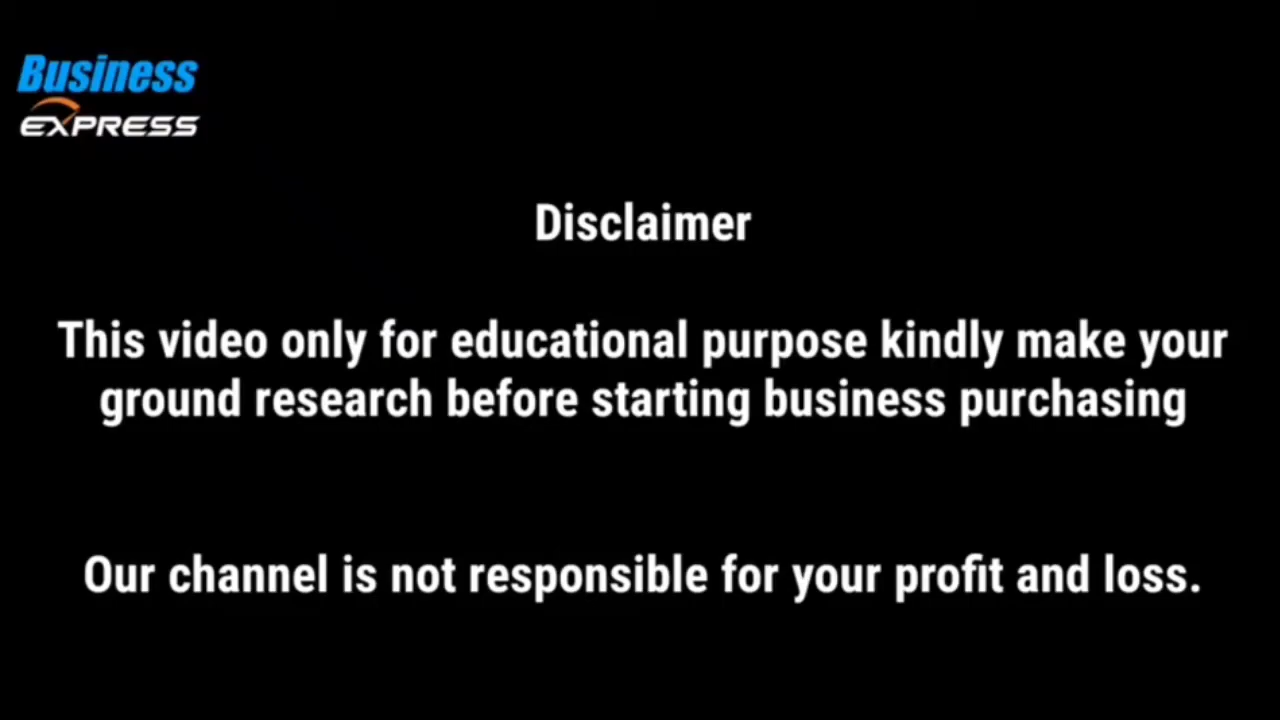 Business
EXPRESS
Disclaimer
This video only for educational purpose kindly make your
ground research before starting business purchasing
Our channel is not responsible for your profit and loss.